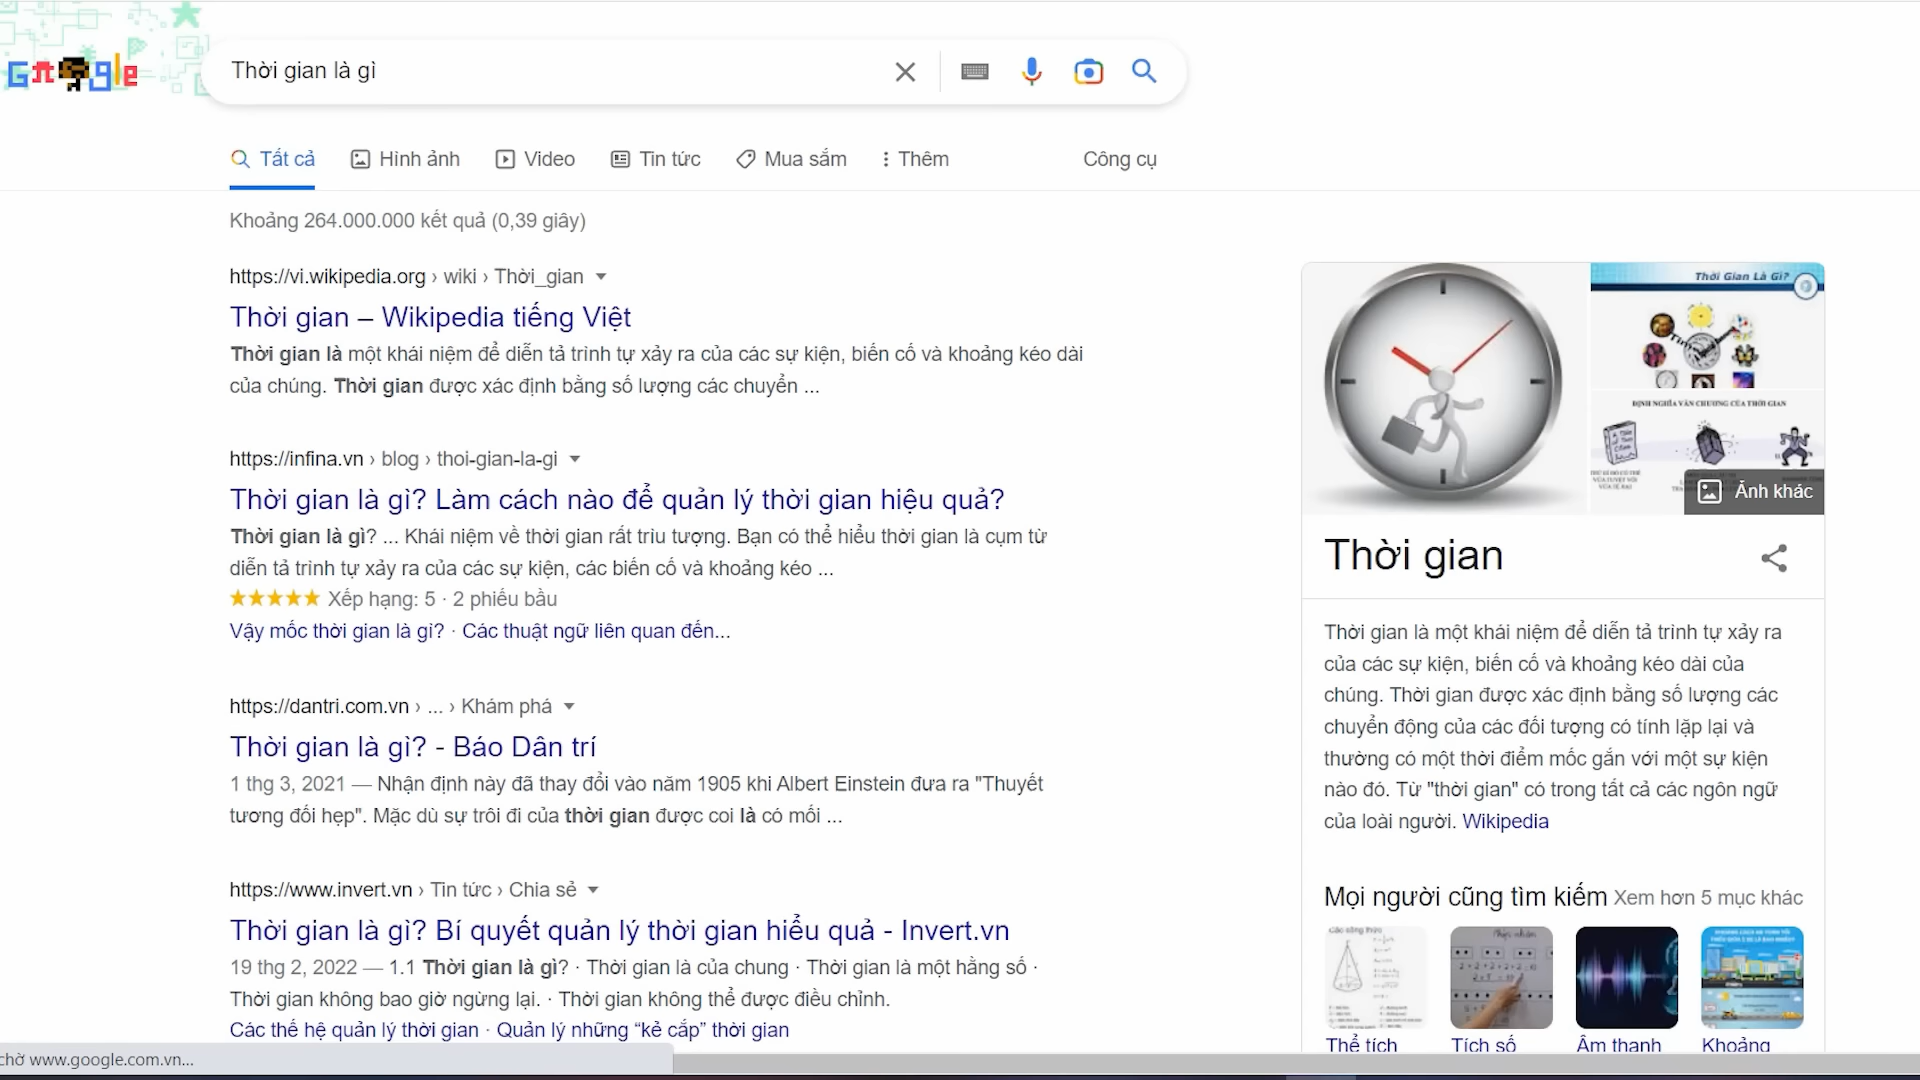 Google
Thời gian là gì
Tất cả
Hình ảnh
Video
Tin tức
Mua sắm
Thêm
Công cụ
Khoảng 264.000.000 kết quả (0,39 giây)
https://vi.wikipedia.org › wiki › Thời_gian
Thời gian – Wikipedia tiếng Việt
Thời gian là một khái niệm để diễn tả trình tự xảy ra của các sự kiện, biến cố và khoảng kéo dài
của chúng. Thời gian được xác định bằng số lượng các chuyển ...
https://infina.vn › blog › thoi-gian-la-gi
Thời gian là gì? Làm cách nào để quản lý thời gian hiệu quả?
Thời gian là gì? ... Khái niệm về thời gian rất trìu tượng. Bạn có thể hiểu thời gian là cụm từ
diễn tả trình tự xảy ra của các sự kiện, các biến cố và khoảng kéo ...
Xếp hạng: 5 · 2 phiếu bầu
Vậy mốc thời gian là gì? · Các thuật ngữ liên quan đến...
https://dantri.com.vn › ... › Khám phá
Thời gian là gì? - Báo Dân trí
1 thg 3, 2021 — Nhận định này đã thay đổi vào năm 1905 khi Albert Einstein đưa ra "Thuyết
tương đối hẹp". Mặc dù sự trôi đi của thời gian được coi là có mối ...
https://www.invert.vn › Tin tức › Chia sẻ
Thời gian là gì? Bí quyết quản lý thời gian hiểu quả - Invert.vn
19 thg 2, 2022 — 1.1 Thời gian là gì? · Thời gian là của chung · Thời gian là một hằng số ·
Thời gian không bao giờ ngừng lại. · Thời gian không thể được điều chỉnh.
Các thế hệ quản lý thời gian · Quản lý những “kẻ cắp” thời gian
chờ www.google.com.vn...
Thời Gian Là Gì?
ĐỊNH NGHĨA VĂN CHƯƠNG CỦA THỜI GIAN
Ảnh khác
Thời gian
Thời gian là một khái niệm để diễn tả trình tự xảy ra
của các sự kiện, biến cố và khoảng kéo dài của
chúng. Thời gian được xác định bằng số lượng các
chuyển động của các đối tượng có tính lặp lại và
thường có một thời điểm mốc gắn với một sự kiện
nào đó. Từ "thời gian" có trong tất cả các ngôn ngữ
của loài người. Wikipedia
Mọi người cũng tìm kiếm Xem hơn 5 mục khác
Thể tích
Tích số
Âm thanh
Khoảng